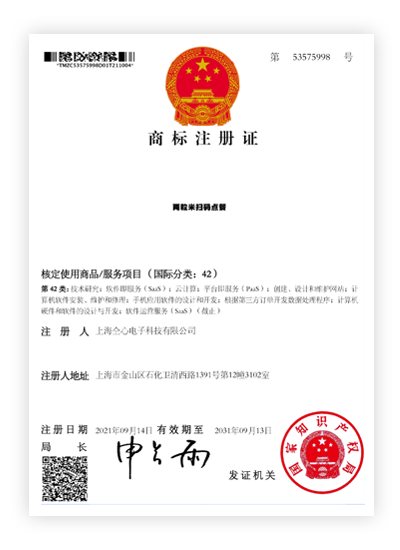 第 53575998 号
*TMZC53575998D01T211004*
商标注册证
两粒米扫码点餐
核定使用商品/服务项目（国际分类：42）
第42类：技术研究；软件即服务（SaaS）；云计算；平台即服务（PaaS）；创建、设计和维护网站；计
算机软件安装、维护和修理；手机应用软件的设计和开发；根据第三方订单开发数据处理程序；计算机
硬件和软件的设计与开发；软件运营服务（SaaS）（截止）
注 册 人 上海仝心电子科技有限公司
注册人地址 上海市金山区石化卫清西路1391号第12幢3102室
注册日期 2021年09月14日 有效期至 2031年09月13日
局 长 申长雨
发证机关
国家知识产权局